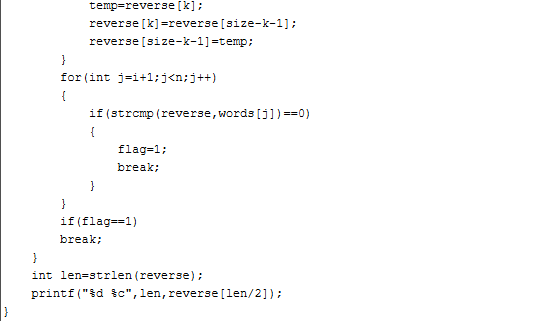 temp=reverse[k];
reverse[k]=reverse[size-k-1];
reverse[size-k-1]=temp;
}
for(int j=i+1;j<n;j++)
{
if(strcmp(reverse,words[j])==0)
{
flag=1;
break;
}
}
if(flag==1)
break;
}
int len=strlen(reverse);
printf("%d %c",len,reverse[len/2]);
}